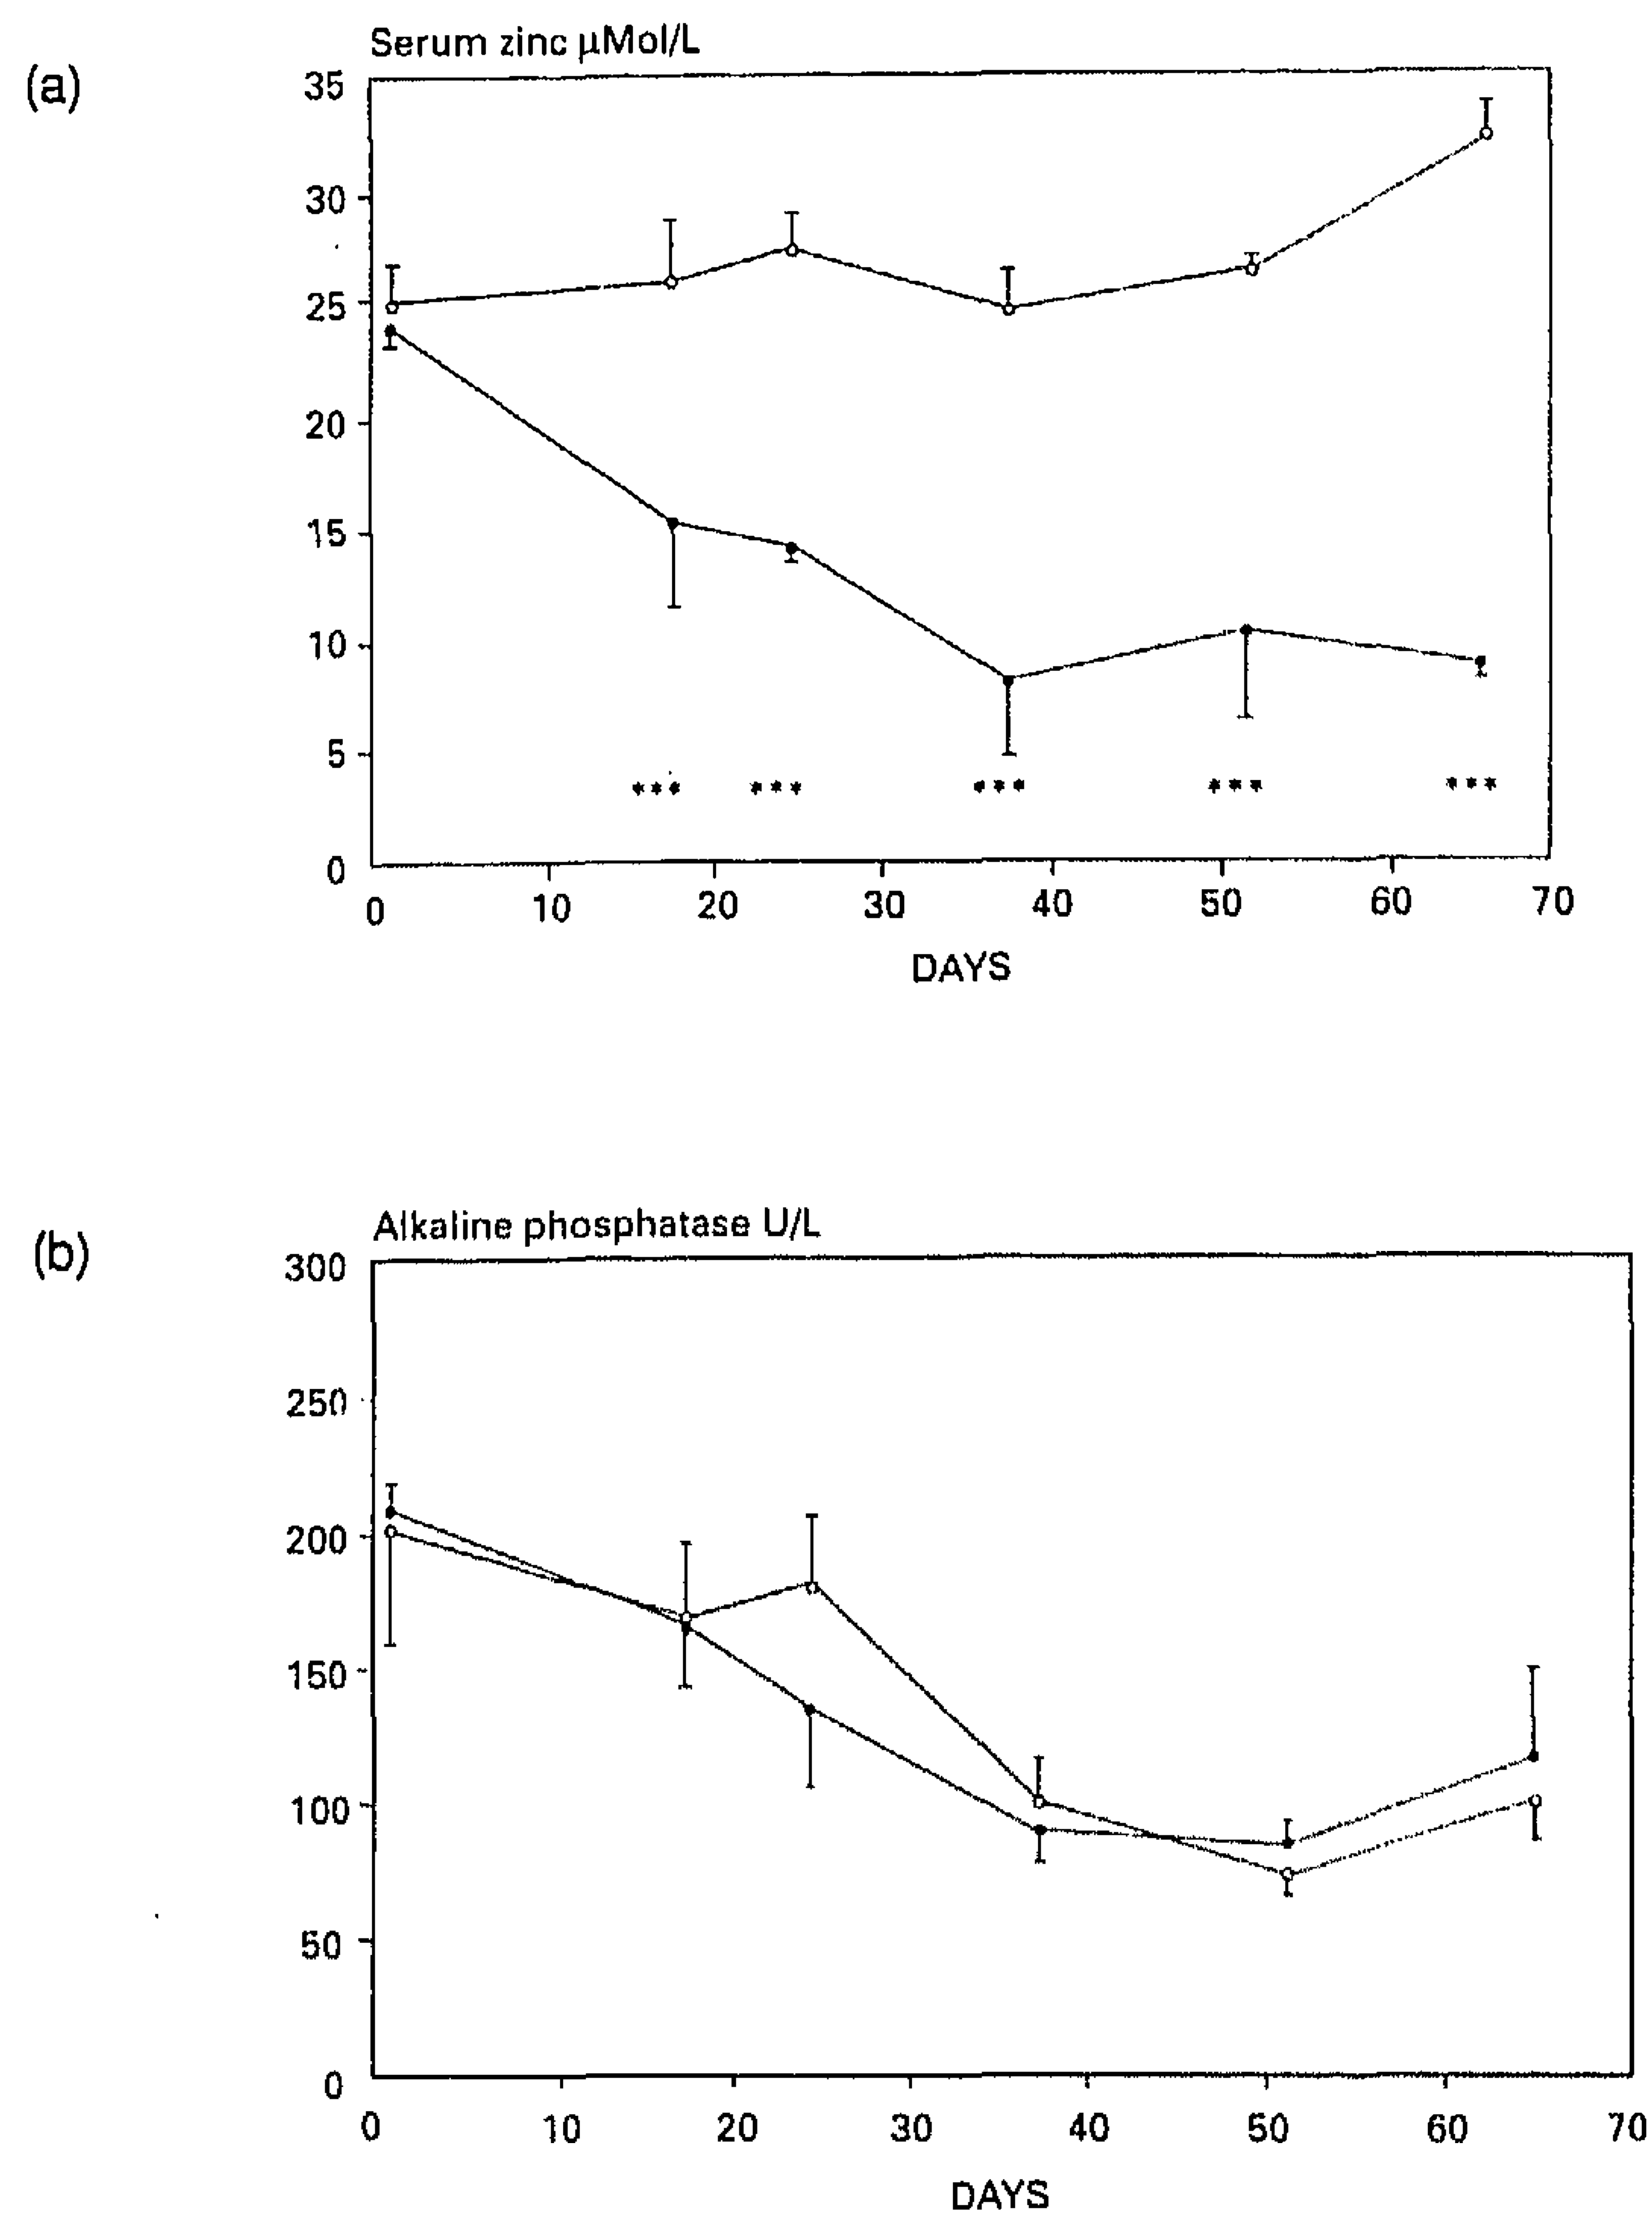 (a)
Serum zinc µMol/L
35
30
25
20
15
10
5
0
*** *** *** *** ***
0 10 20 30 40 50 60 70
DAYS
(b)
Alkaline phosphatase U/L
300
250
200
150
100
50
0
0 10 20 30 40 50 60 70
DAYS